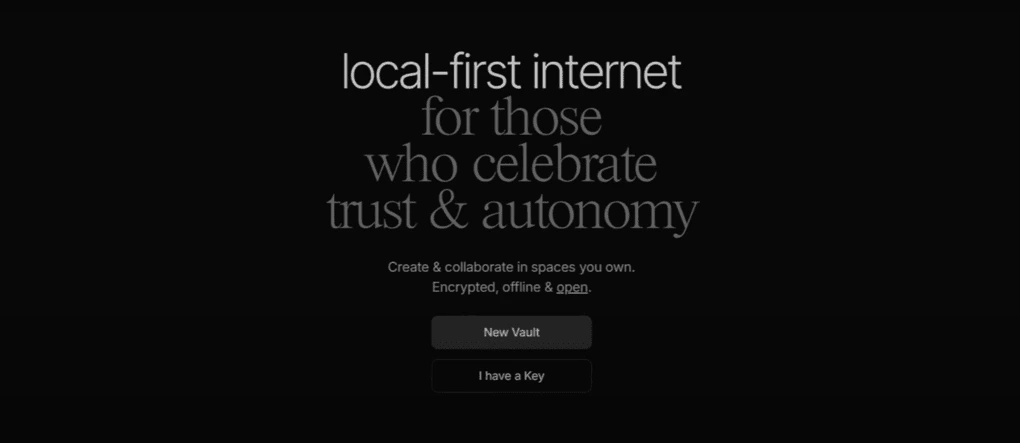 local-first internet
for those
who celebrate
trust & autonomy
Create & collaborate in spaces you own.
Encrypted, offline & open.
New Vault
I have a Key